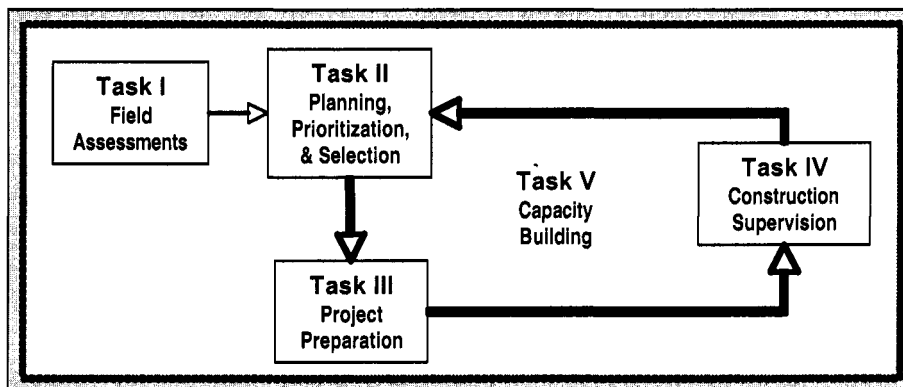 Task I
Field
Assessments
Task II
Planning,
Prioritization,
& Selection
Task III
Project
Preparation
Task IV
Construction
Supervision
Task V
Capacity
Building